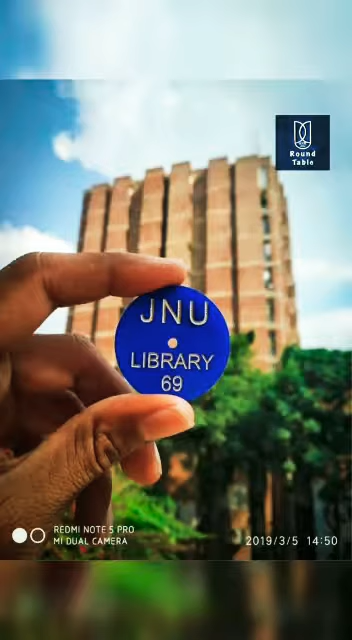 Round
Table
JNU
LIBRARY
69
REDMI NOTE 5 PRO
MI DUAL CAMERA
2019/3/5 14:50